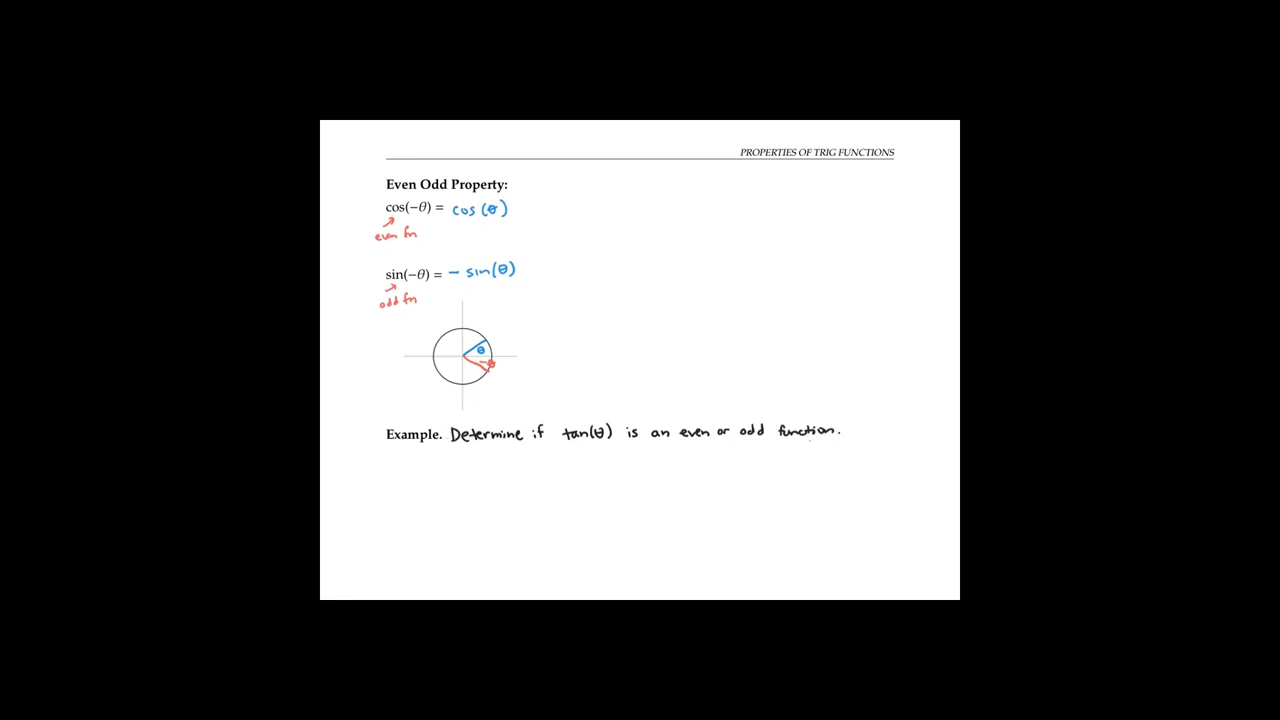 PROPERTIES OF TRIG FUNCTIONS
Even Odd Property:
cos(−θ) = cos(θ)
even fn
sin(−θ) = − sin(θ)
odd fn
θ
−θ
Example. Determine if tan(θ) is an even or odd function.